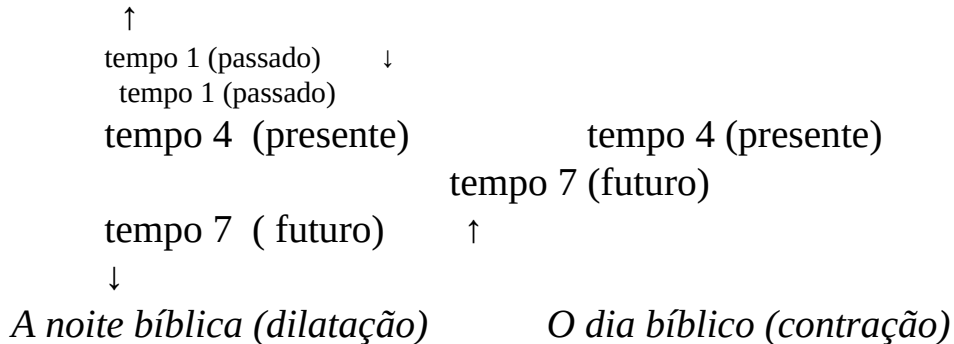 ↑
tempo 1 (passado) ↓
tempo 1 (passado)
tempo 4 (presente) tempo 4 (presente)
tempo 7 (futuro)
tempo 7 ( futuro) ↑
↓
A noite bíblica (dilatação) O dia bíblico (contração)